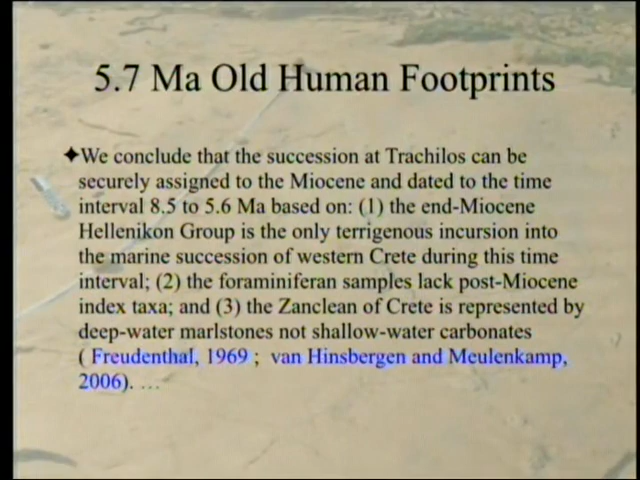 5.7 Ma Old Human Footprints
✦We conclude that the succession at Trachilos can be
securely assigned to the Miocene and dated to the time
interval 8.5 to 5.6 Ma based on: (1) the end-Miocene
Hellenikon Group is the only terrigenous incursion into
the marine succession of western Crete during this time
interval; (2) the foraminiferan samples lack post-Miocene
index taxa; and (3) the Zanclean of Crete is represented by
deep-water marlstones not shallow-water carbonates
( Freudenthal, 1969 ; van Hinsbergen and Meulenkamp,
2006). …